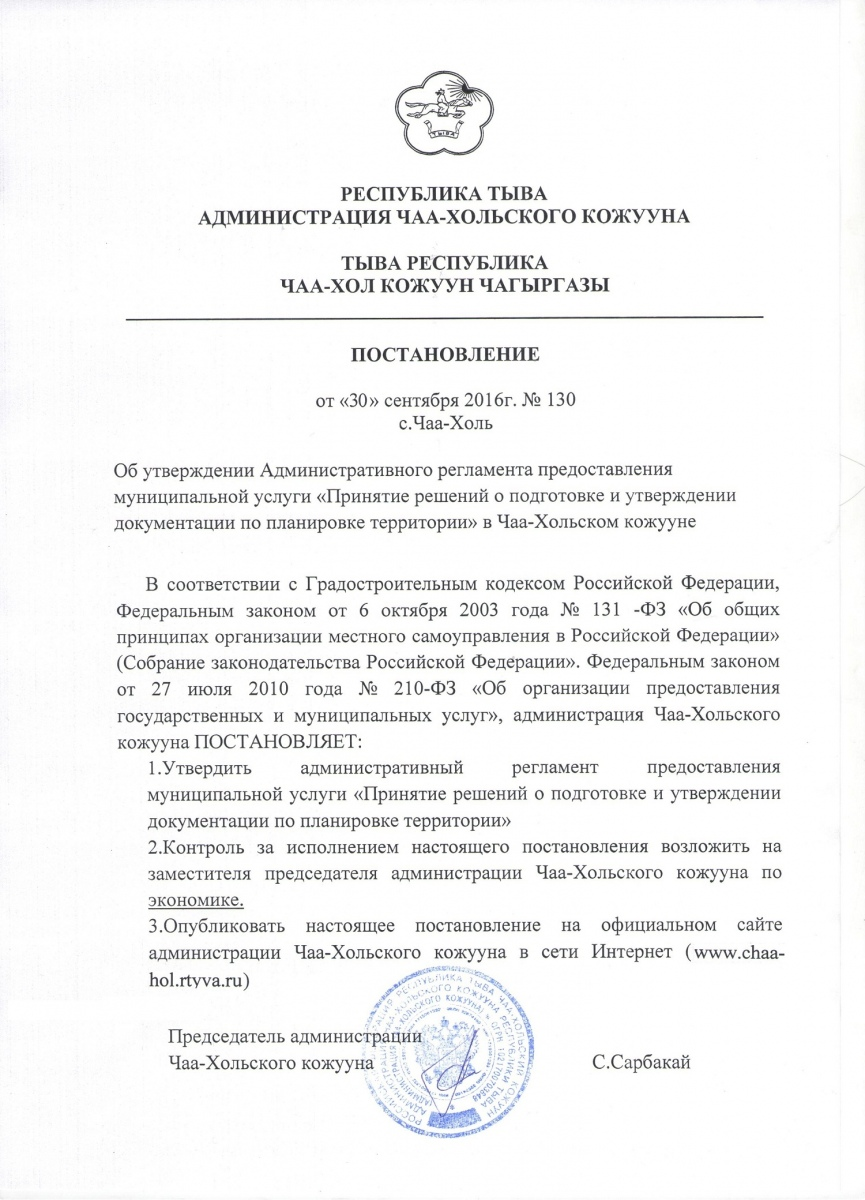 ТЫВА
РЕСПУБЛИКА ТЫВА
АДМИНИСТРАЦИЯ ЧАА-ХОЛЬСКОГО КОЖУУНА
ТЫВА РЕСПУБЛИКА
ЧАА-ХОЛ КОЖУУН ЧАГЫРГАЗЫ
ПОСТАНОВЛЕНИЕ
от «30» сентября 2016г. № 130
с.Чаа-Холь
Об утверждении Административного регламента предоставления
муниципальной услуги «Принятие решений о подготовке и утверждении
документации по планировке территории» в Чаа-Хольском кожууне
В соответствии с Градостроительным кодексом Российской Федерации,
Федеральным законом от 6 октября 2003 года № 131 -ФЗ «Об общих
принципах организации местного самоуправления в Российской Федерации»
(Собрание законодательства Российской Федерации». Федеральным законом
от 27 июля 2010 года № 210-ФЗ «Об организации предоставления
государственных и муниципальных услуг», администрация Чаа-Хольского
кожууна ПОСТАНОВЛЯЕТ:
1.Утвердить административный регламент предоставления
муниципальной услуги «Принятие решений о подготовке и утверждении
документации по планировке территории»
2.Контроль за исполнением настоящего постановления возложить на
заместителя председателя администрации Чаа-Хольского кожууна по
экономике.
3.Опубликовать настоящее постановление на официальном сайте
администрации Чаа-Хольского кожууна в сети Интернет (www.chaa-
hol.rtyva.ru)
Председатель администрации
Чаа-Хольского кожууна С.Сарбакай